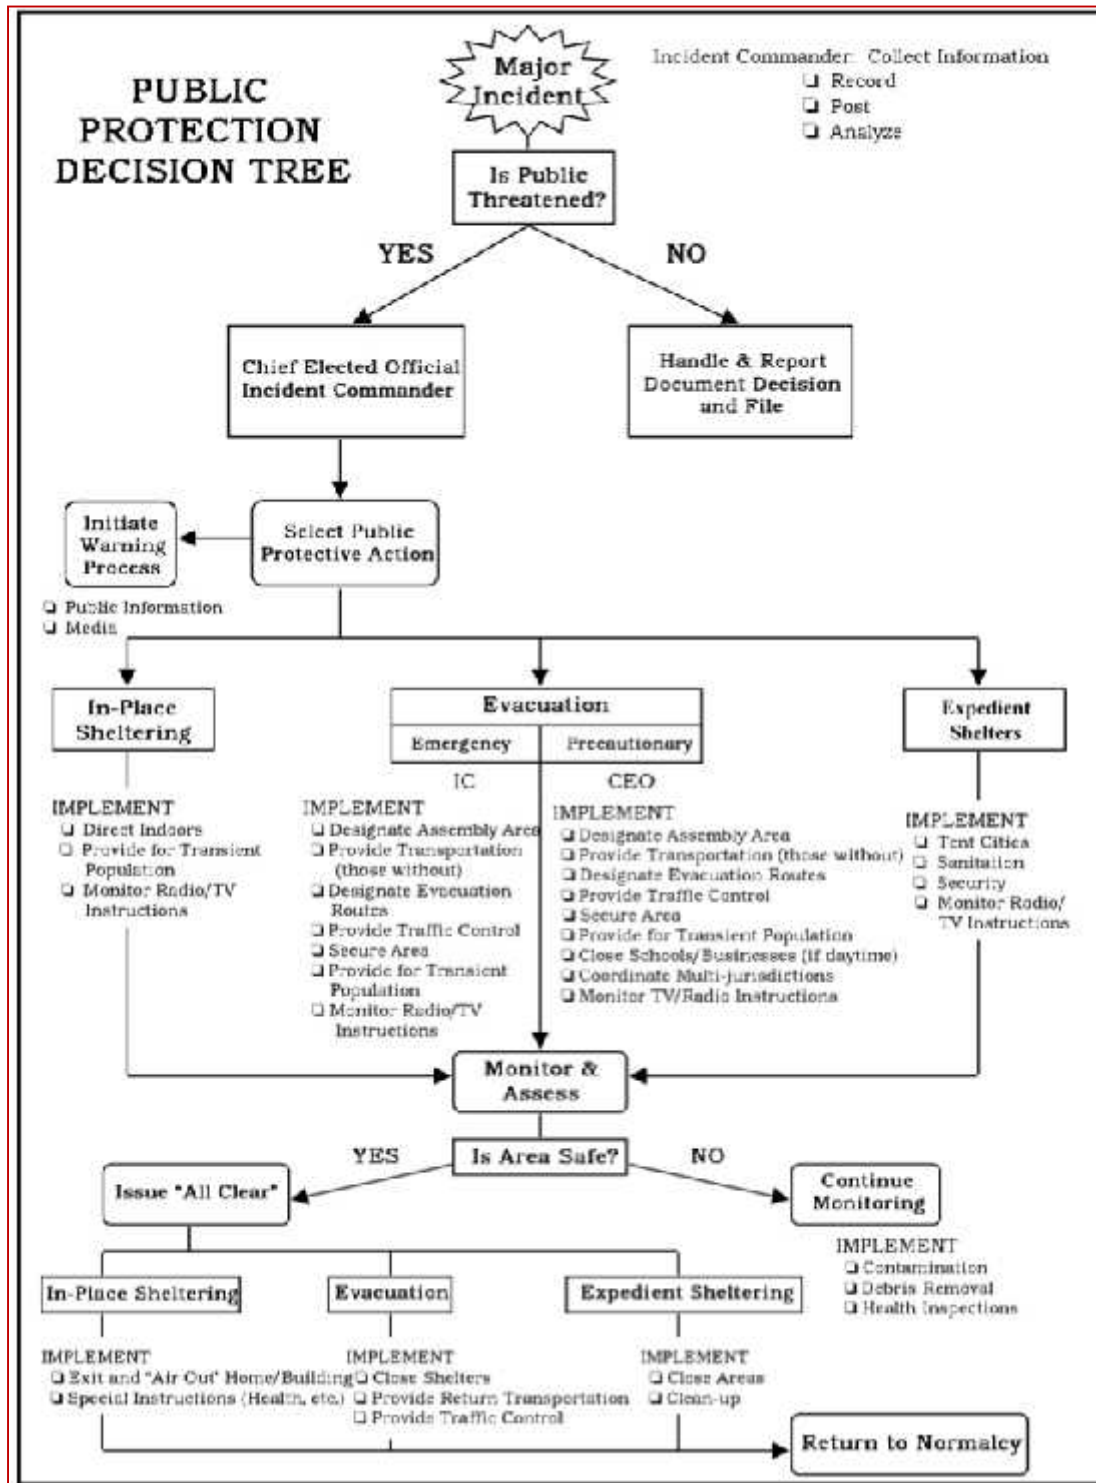 PUBLIC
PROTECTION
DECISION TREE
Major
Incident
Incident Commander: Collect Information
❏ Record
❏ Post
❏ Analyze
Is Public
Threatened?
YES
NO
Chief Elected Official
Incident Commander
Handle & Report
Document Decision
and File
Initiate
Warning
Process
Select Public
Protective Action
❏ Public Information
❏ Media
In-Place
Sheltering
Evacuation
Emergency
Precautionary
Expedient
Shelters
IC
CEO
IMPLEMENT
❏ Direct Indoors
❏ Provide for Transient
Population
❏ Monitor Radio/TV
Instructions
IMPLEMENT
❏ Designate Assembly Area
❏ Provide Transportation
(those without)
❏ Designate Evacuation
Routes
❏ Provide Traffic Control
❏ Secure Area
❏ Provide for Transient
Population
❏ Monitor Radio/TV
Instructions
IMPLEMENT
❏ Designate Assembly Area
❏ Provide Transportation (those without)
❏ Designate Evacuation Routes
❏ Provide Traffic Control
❏ Secure Area
❏ Provide for Transient Population
❏ Close Schools/Businesses (if daytime)
❏ Coordinate Multi-jurisdictions
❏ Monitor TV/Radio Instructions
IMPLEMENT
❏ Tent Cities
❏ Sanitation
❏ Security
❏ Monitor Radio/
TV Instructions
Monitor &
Assess
Is Area Safe?
YES
NO
Issue "All Clear"
Continue
Monitoring
IMPLEMENT
❏ Contamination
❏ Debris Removal
❏ Health Inspections
In-Place Sheltering
Evacuation
Expedient Sheltering
IMPLEMENT
❏ Exit and "Air Out" Home/Building
❏ Special Instructions (Health, etc.)
IMPLEMENT
❏ Close Shelters
❏ Provide Return Transportation
❏ Provide Traffic Control
IMPLEMENT
❏ Close Areas
❏ Clean-up
Return to Normalcy